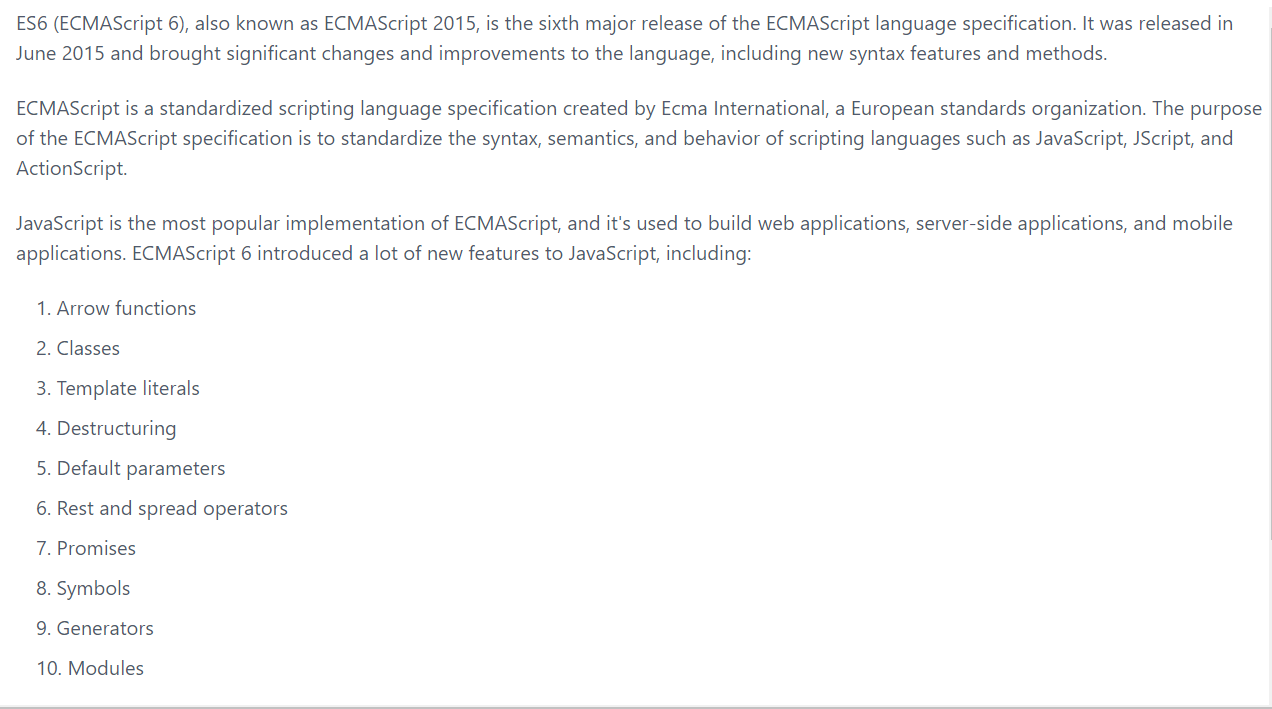 ES6 (ECMAScript 6), also known as ECMAScript 2015, is the sixth major release of the ECMAScript language specification. It was released in
June 2015 and brought significant changes and improvements to the language, including new syntax features and methods.
ECMAScript is a standardized scripting language specification created by Ecma International, a European standards organization. The purpose
of the ECMAScript specification is to standardize the syntax, semantics, and behavior of scripting languages such as JavaScript, JScript, and
ActionScript.
JavaScript is the most popular implementation of ECMAScript, and it's used to build web applications, server-side applications, and mobile
applications. ECMAScript 6 introduced a lot of new features to JavaScript, including:
1. Arrow functions
2. Classes
3. Template literals
4. Destructuring
5. Default parameters
6. Rest and spread operators
7. Promises
8. Symbols
9. Generators
10. Modules